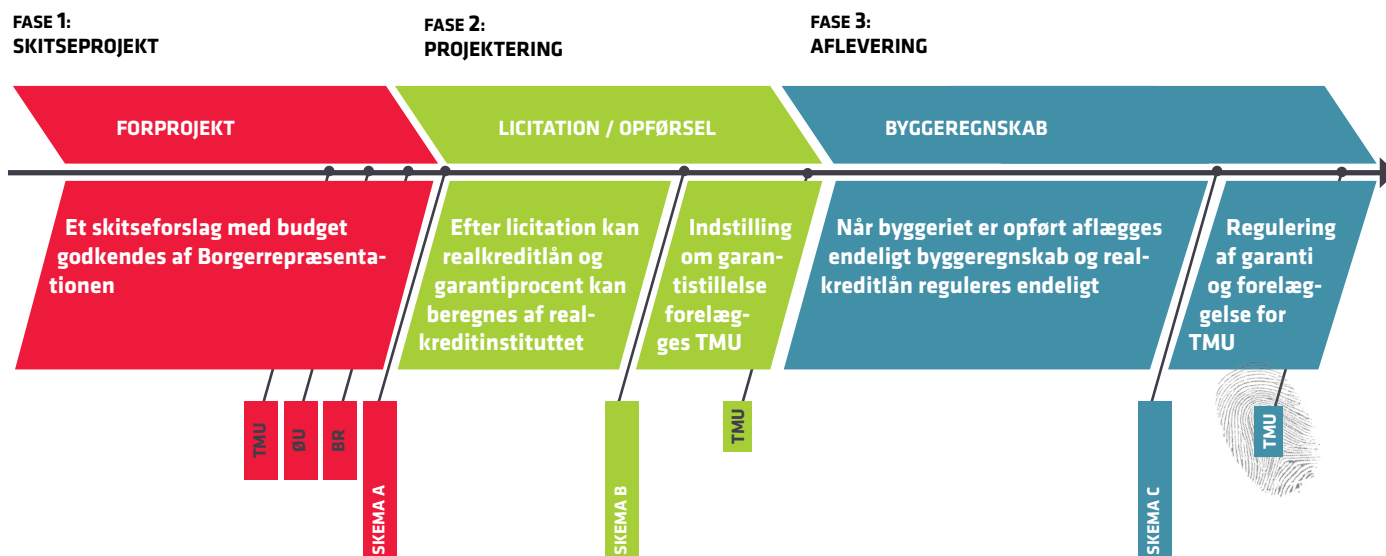 FASE 1:
SKITSEPROJEKT
FASE 2:
PROJEKTERING
FASE 3:
AFLEVERING
FORPROJEKT
LICITATION / OPFØRSEL
BYGGEREGNSKAB
Et skitseforslag med budget
godkendes af Borgerrepræsenta-
tionen
Efter licitation kan
realkreditlån og
garantiprocent kan
beregnes af real-
kreditinstituttet
Indstilling
om garan-
tistillelse
forelæg-
ges TMU
Når byggeriet er opført aflægges
endeligt byggeregnskab og real-
kreditlån reguleres endeligt
Regulering
af garanti
og forelæg-
gelse for
TMU
TMU
ØU
BR
SKEMA A
SKEMA B
TMU
SKEMA C
TMU